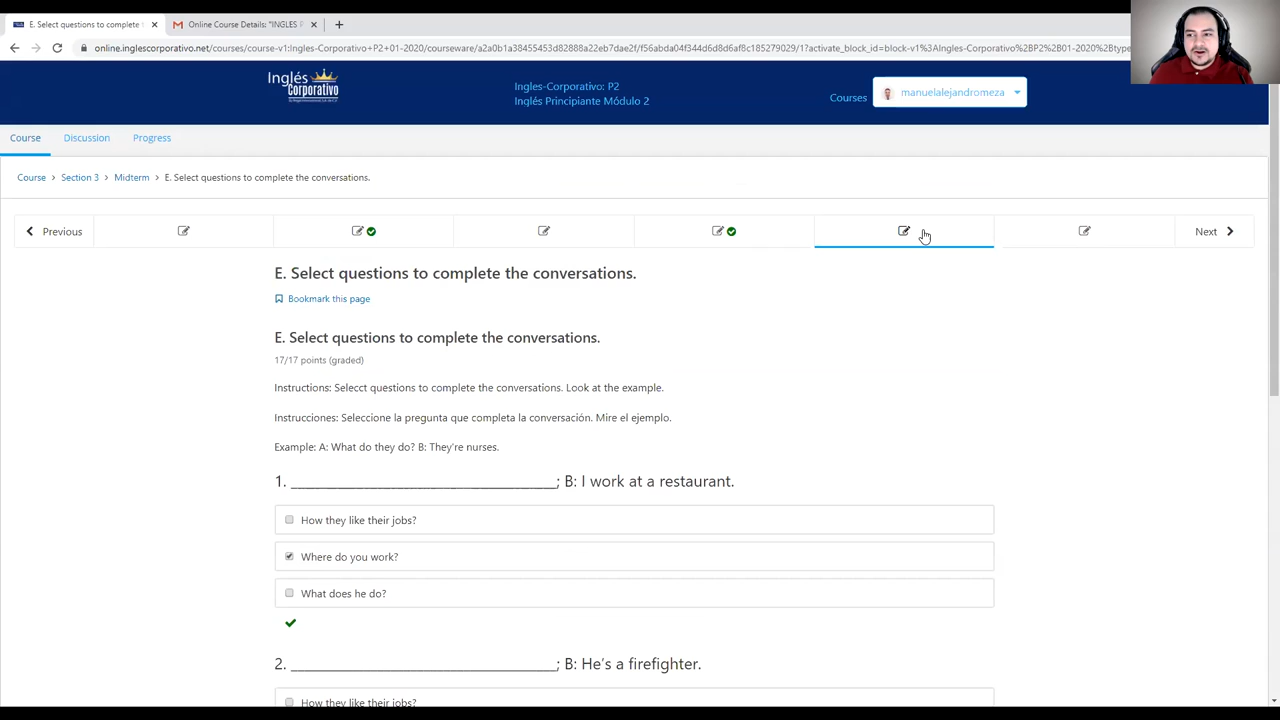 E. Select questions to complete t
Online Course Details: "INGLES P
online.inglescorporativo.net/courses/course-v1:Ingles-Corporativo+P2+01-2020/courseware/a2a0b1a38455453d82888a22eb7dae2f/f56abda04f344d6d8d6af8c185279029/1?activate_block_id=block-v1%3AIngles-Corporativo%2BP2%2B01-2020%2Btyp
Inglés
Corporativo
Ingles-Corporativo: P2
Inglés Principiante Módulo 2
Courses
manuelalejandromeza
Course
Discussion
Progress
Course > Section 3 > Midterm > E. Select questions to complete the conversations.
Previous
Next
E. Select questions to complete the conversations.
Bookmark this page
E. Select questions to complete the conversations.
17/17 points (graded)
Instructions: Selecct questions to complete the conversations. Look at the example.
Instrucciones: Seleccione la pregunta que completa la conversación. Mire el ejemplo.
Example: A: What do they do? B: They're nurses.
1. ________________________________; B: I work at a restaurant.
How they like their jobs?
Where do you work?
What does he do?
2. ________________________________; B: He's a firefighter.
How they like their jobs?